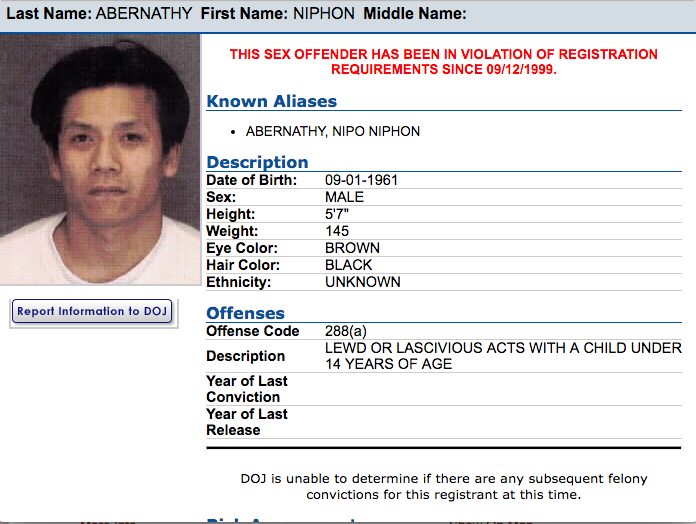 Last Name: ABERNATHY First Name: NIPHON Middle Name:
THIS SEX OFFENDER HAS BEEN IN VIOLATION OF REGISTRATION
REQUIREMENTS SINCE 09/12/1999.
Known Aliases
• ABERNATHY, NIPO NIPHON
Description
Date of Birth: 09-01-1961
Sex: MALE
Height: 5'7"
Weight: 145
Eye Color: BROWN
Hair Color: BLACK
Ethnicity: UNKNOWN
Report Information to DOJ
Offenses
Offense Code 288(a)
Description LEWD OR LASCIVIOUS ACTS WITH A CHILD UNDER
14 YEARS OF AGE
Year of Last
Conviction
Year of Last
Release
DOJ is unable to determine if there are any subsequent felony
convictions for this registrant at this time.